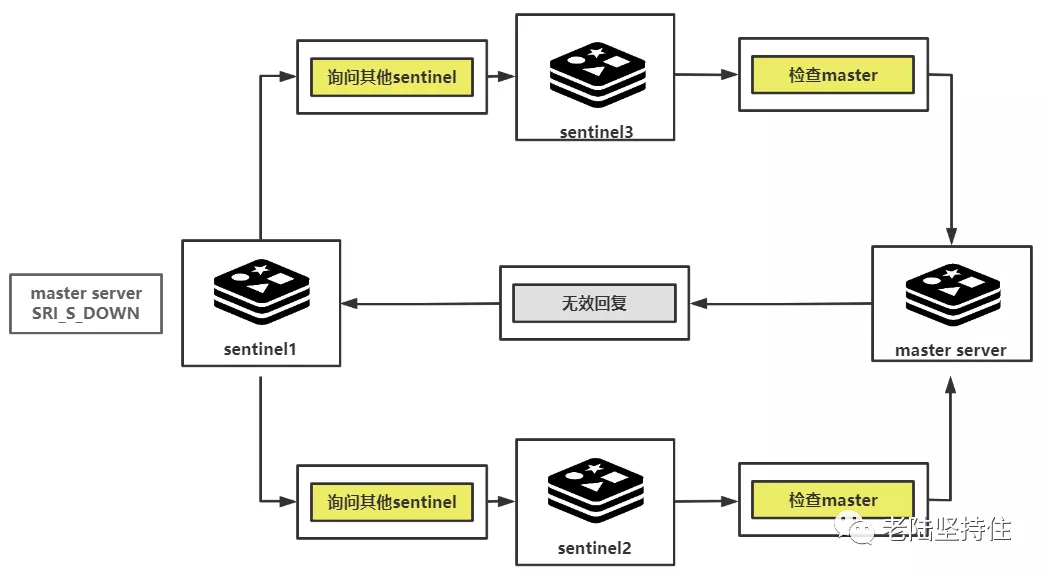 询问其他sentinel
sentinel3
检查master
master server
SRI_S_DOWN
sentinel1
无效回复
master server
询问其他sentinel
sentinel2
检查master
老陆坚持住